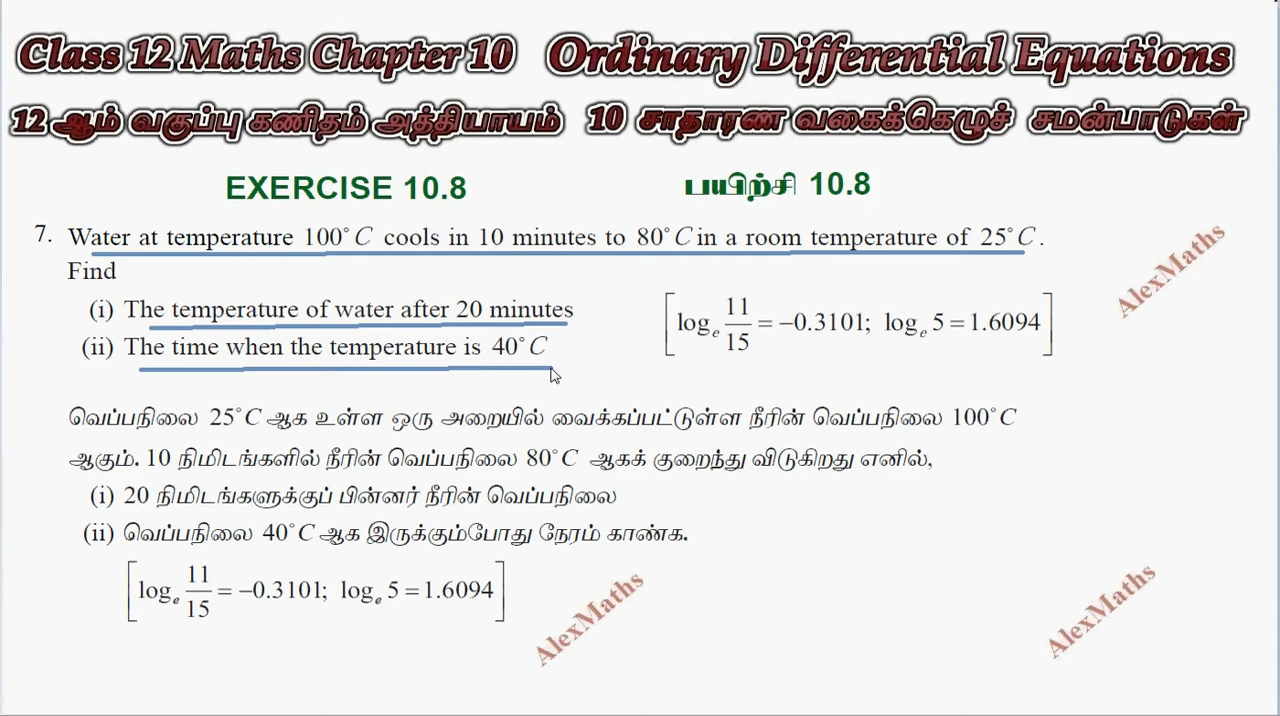 Class 12 Maths Chapter 10 Ordinary Differential Equations
12 ஆம் வகுப்பு கணிதம் அத்தியாயம் 10 சாதாரண வகைக்கெழுச் சமன்பாடுகள்
EXERCISE 10.8 பயிற்சி 10.8
7. Water at temperature 100°C cools in 10 minutes to 80°C in a room temperature of 25°C.
Find
(i) The temperature of water after 20 minutes
(ii) The time when the temperature is 40°C
[logₑ 11/15 = −0.3101; logₑ 5 = 1.6094]
AlexMaths
வெப்பநிலை 25°C ஆக உள்ள ஒரு அறையில் வைக்கப்பட்டுள்ள நீரின் வெப்பநிலை 100°C
ஆகும். 10 நிமிடங்களில் நீரின் வெப்பநிலை 80°C ஆகக் குறைந்து விடுகிறது எனில்,
(i) 20 நிமிடங்களுக்குப் பின்னர் நீரின் வெப்பநிலை
(ii) வெப்பநிலை 40°C ஆக இருக்கும்போது நேரம் காண்க.
[logₑ 11/15 = −0.3101; logₑ 5 = 1.6094]
AlexMaths
AlexMaths